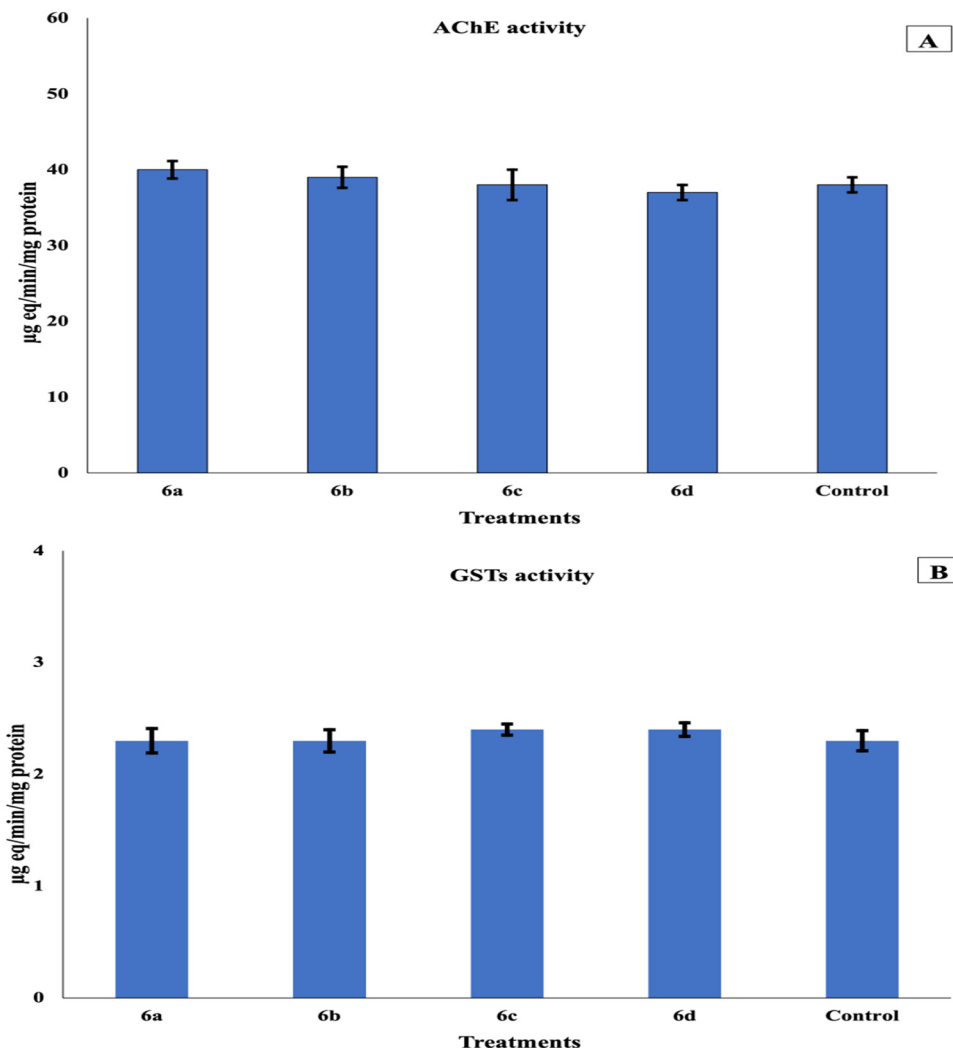 AChE activity
A
60
50
40
30
20
10
0
µg eq/min/mg protein
6a 6b 6c 6d Control
Treatments
GSTs activity
B
4
3
2
1
0
µg eq/min/mg protein
6a 6b 6c 6d Control
Treatments